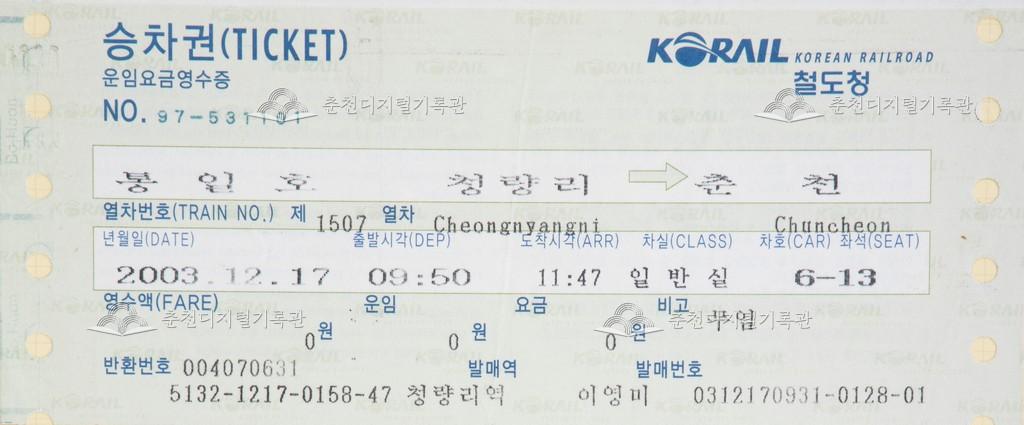 승차권(TICKET)
KORAIL KOREAN RAILROAD
철도청
운임요금영수증
춘천디지털기록관 춘천디지털기록관
NO. 97-531101
통 일 호 청량리 → 춘 천
열차번호(TRAIN NO.) 제 1507 열차 Cheongnyangni Chuncheon
년월일(DATE) 출발시각(DEP) 도착시각(ARR) 차실(CLASS) 차호(CAR) 좌석(SEAT)
2003.12.17 09:50 11:47 일반실 6-13
영수액(FARE) 운임 요금 비고 무임
춘천디지털기록관 춘천디지털기록관
0원 0원 0원
반환번호 004070631 발매역 발매번호
5132-1217-0158-47 청량리역 이영미 0312170931-0128-01